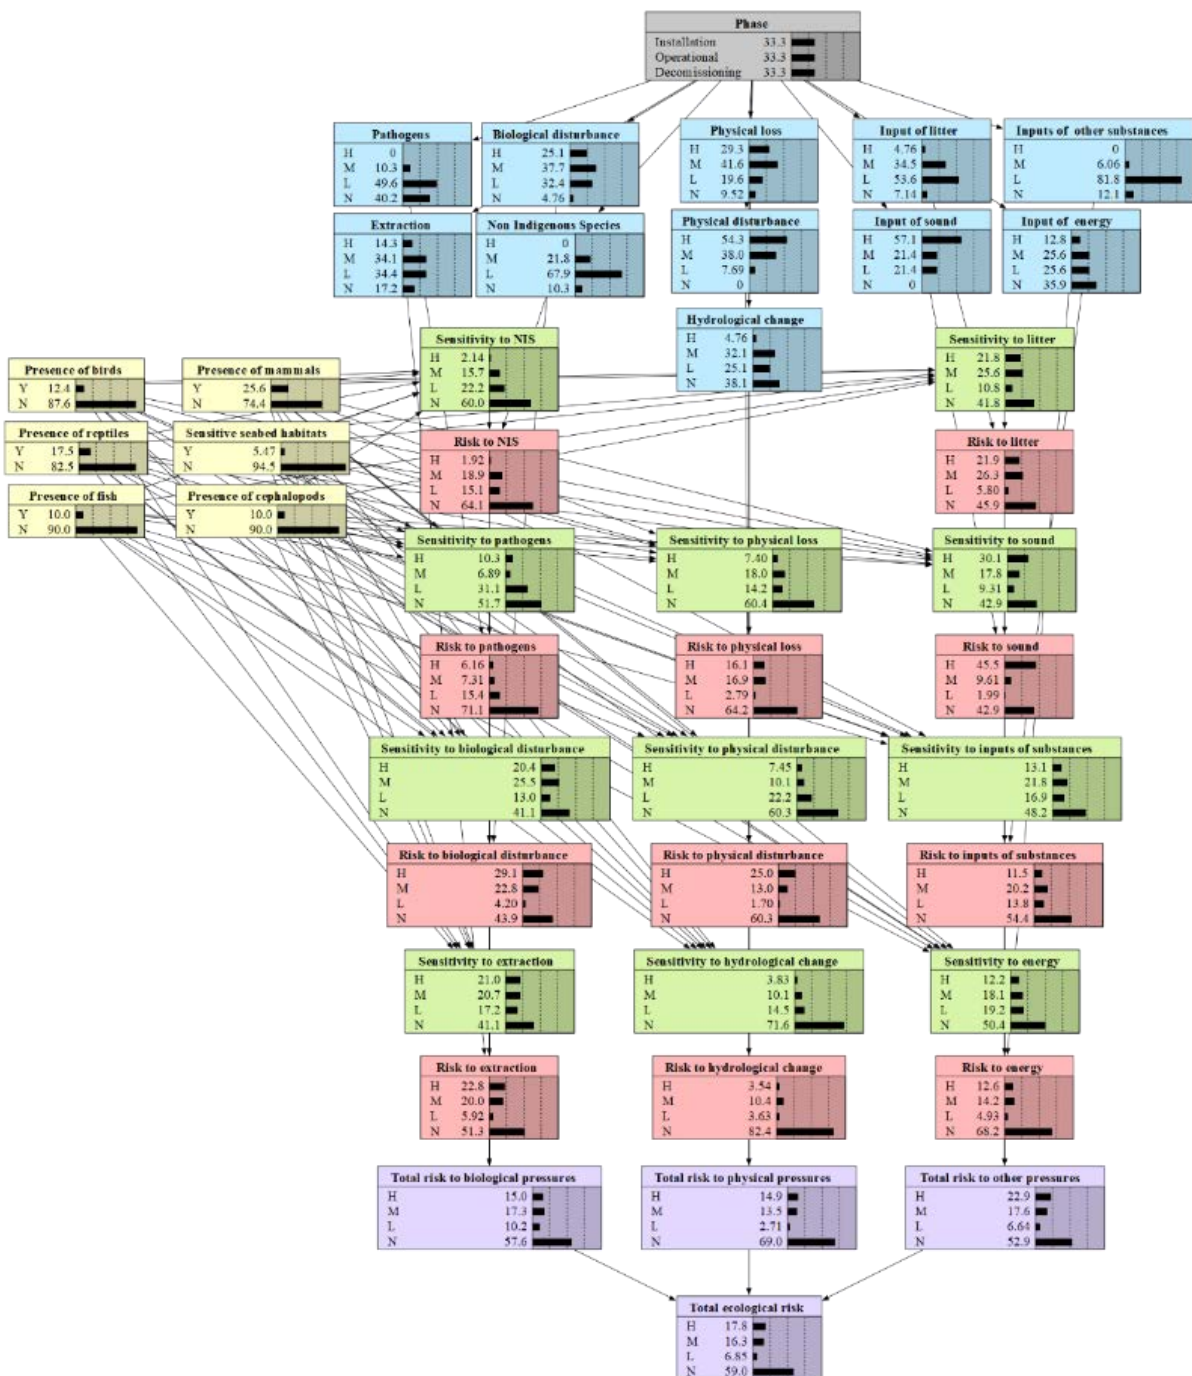 Phase
Installation 33.3
Operational 33.3
Decomissioning 33.3
Pathogens
H 0
M 10.3
L 49.6
N 40.2
Biological disturbance
H 25.1
M 37.7
L 32.4
N 4.76
Physical loss
H 29.3
M 41.6
L 19.6
N 9.52
Input of litter
H 4.76
M 34.5
L 53.6
N 7.14
Inputs of other substances
H 0
M 6.06
L 81.8
N 12.1
Extraction
H 14.3
M 34.1
L 34.4
N 17.2
Non Indigenous Species
H 0
M 21.8
L 67.9
N 10.3
Physical disturbance
H 54.3
M 38.0
L 7.69
N 0
Input of sound
H 57.1
M 21.4
L 21.4
N 0
Input of energy
H 12.8
M 25.6
L 25.6
N 35.9
Hydrological change
H 4.76
M 32.1
L 25.1
N 38.1
Sensitivity to NIS
H 2.14
M 15.7
L 22.2
N 60.0
Sensitivity to litter
H 21.8
M 25.6
L 10.8
N 41.8
Presence of birds
Y 12.4
N 87.6
Presence of mammals
Y 25.6
N 74.4
Presence of reptiles
Y 17.5
N 82.5
Sensitive seabed habitats
Y 5.47
N 94.5
Presence of fish
Y 10.0
N 90.0
Presence of cephalopods
Y 10.0
N 90.0
Risk to NIS
H 1.92
M 18.9
L 15.1
N 64.1
Risk to litter
H 21.9
M 26.3
L 5.80
N 45.9
Sensitivity to pathogens
H 10.3
M 6.89
L 31.1
N 51.7
Sensitivity to physical loss
H 7.40
M 18.0
L 14.2
N 60.4
Sensitivity to sound
H 30.1
M 17.8
L 9.31
N 42.9
Risk to pathogens
H 6.16
M 7.31
L 15.4
N 71.1
Risk to physical loss
H 16.1
M 16.9
L 2.79
N 64.2
Risk to sound
H 45.5
M 9.61
L 1.99
N 42.9
Sensitivity to biological disturbance
H 20.4
M 25.5
L 13.0
N 41.1
Sensitivity to physical disturbance
H 7.45
M 10.1
L 22.2
N 60.3
Sensitivity to inputs of substances
H 13.1
M 21.8
L 16.9
N 48.2
Risk to biological disturbance
H 29.1
M 22.8
L 4.20
N 43.9
Risk to physical disturbance
H 25.0
M 13.0
L 1.70
N 60.3
Risk to inputs of substances
H 11.5
M 20.2
L 13.8
N 54.4
Sensitivity to extraction
H 21.0
M 20.7
L 17.2
N 41.1
Sensitivity to hydrological change
H 3.83
M 10.1
L 14.5
N 71.6
Sensitivity to energy
H 12.2
M 18.1
L 19.2
N 50.4
Risk to extraction
H 22.8
M 20.0
L 5.92
N 51.3
Risk to hydrological change
H 3.54
M 10.4
L 3.63
N 82.4
Risk to energy
H 12.6
M 14.2
L 4.93
N 68.2
Total risk to biological pressures
H 15.0
M 17.3
L 10.2
N 57.6
Total risk to physical pressures
H 14.9
M 13.5
L 2.71
N 69.0
Total risk to other pressures
H 22.9
M 17.6
L 6.64
N 52.9
Total ecological risk
H 17.8
M 16.3
L 6.85
N 59.0